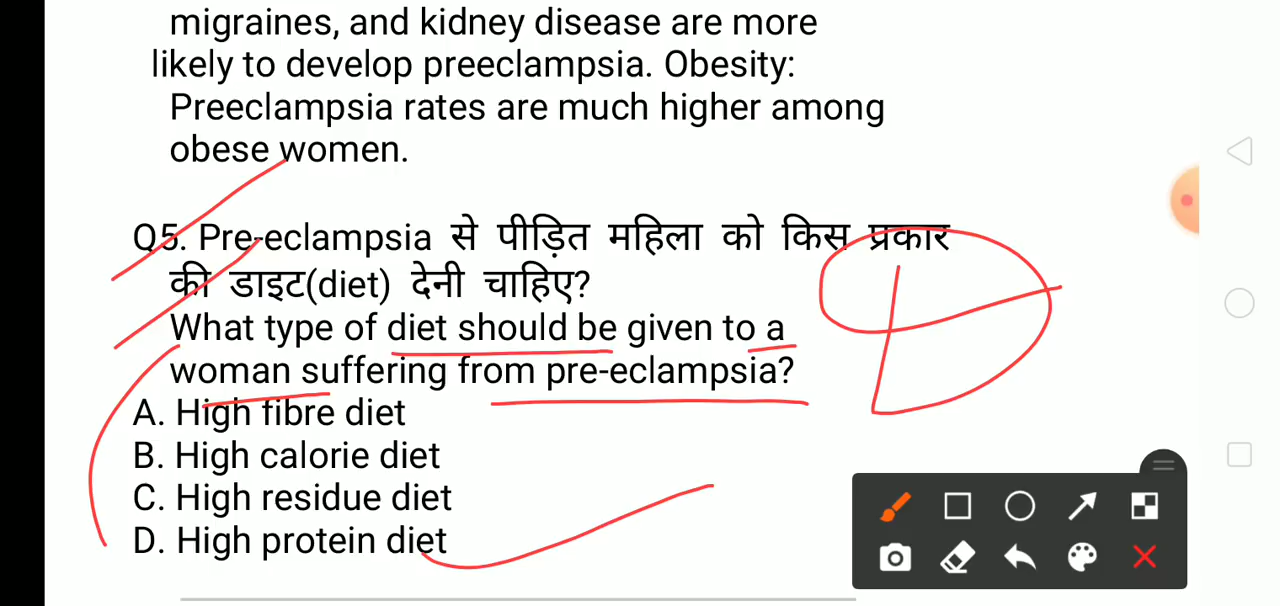 migraines, and kidney disease are more
likely to develop preeclampsia. Obesity:
Preeclampsia rates are much higher among
obese women.
Q5. Pre-eclampsia से पीड़ित महिला को किस प्रकार
की डाइट(diet) देनी चाहिए?
What type of diet should be given to a
woman suffering from pre-eclampsia?
A. High fibre diet
B. High calorie diet
C. High residue diet
D. High protein diet